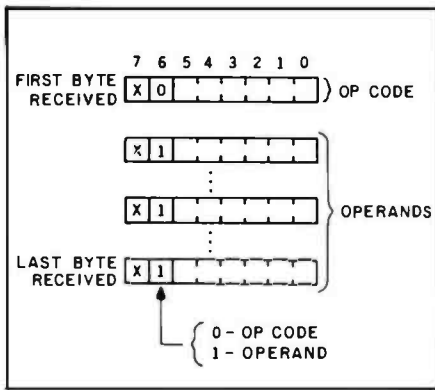 7 6 5 4 3 2 1 0
FIRST BYTE RECEIVED X 0 OP CODE
X 1
X 1 OPERANDS
LAST BYTE RECEIVED X 1
0 - OP CODE
1 - OPERAND